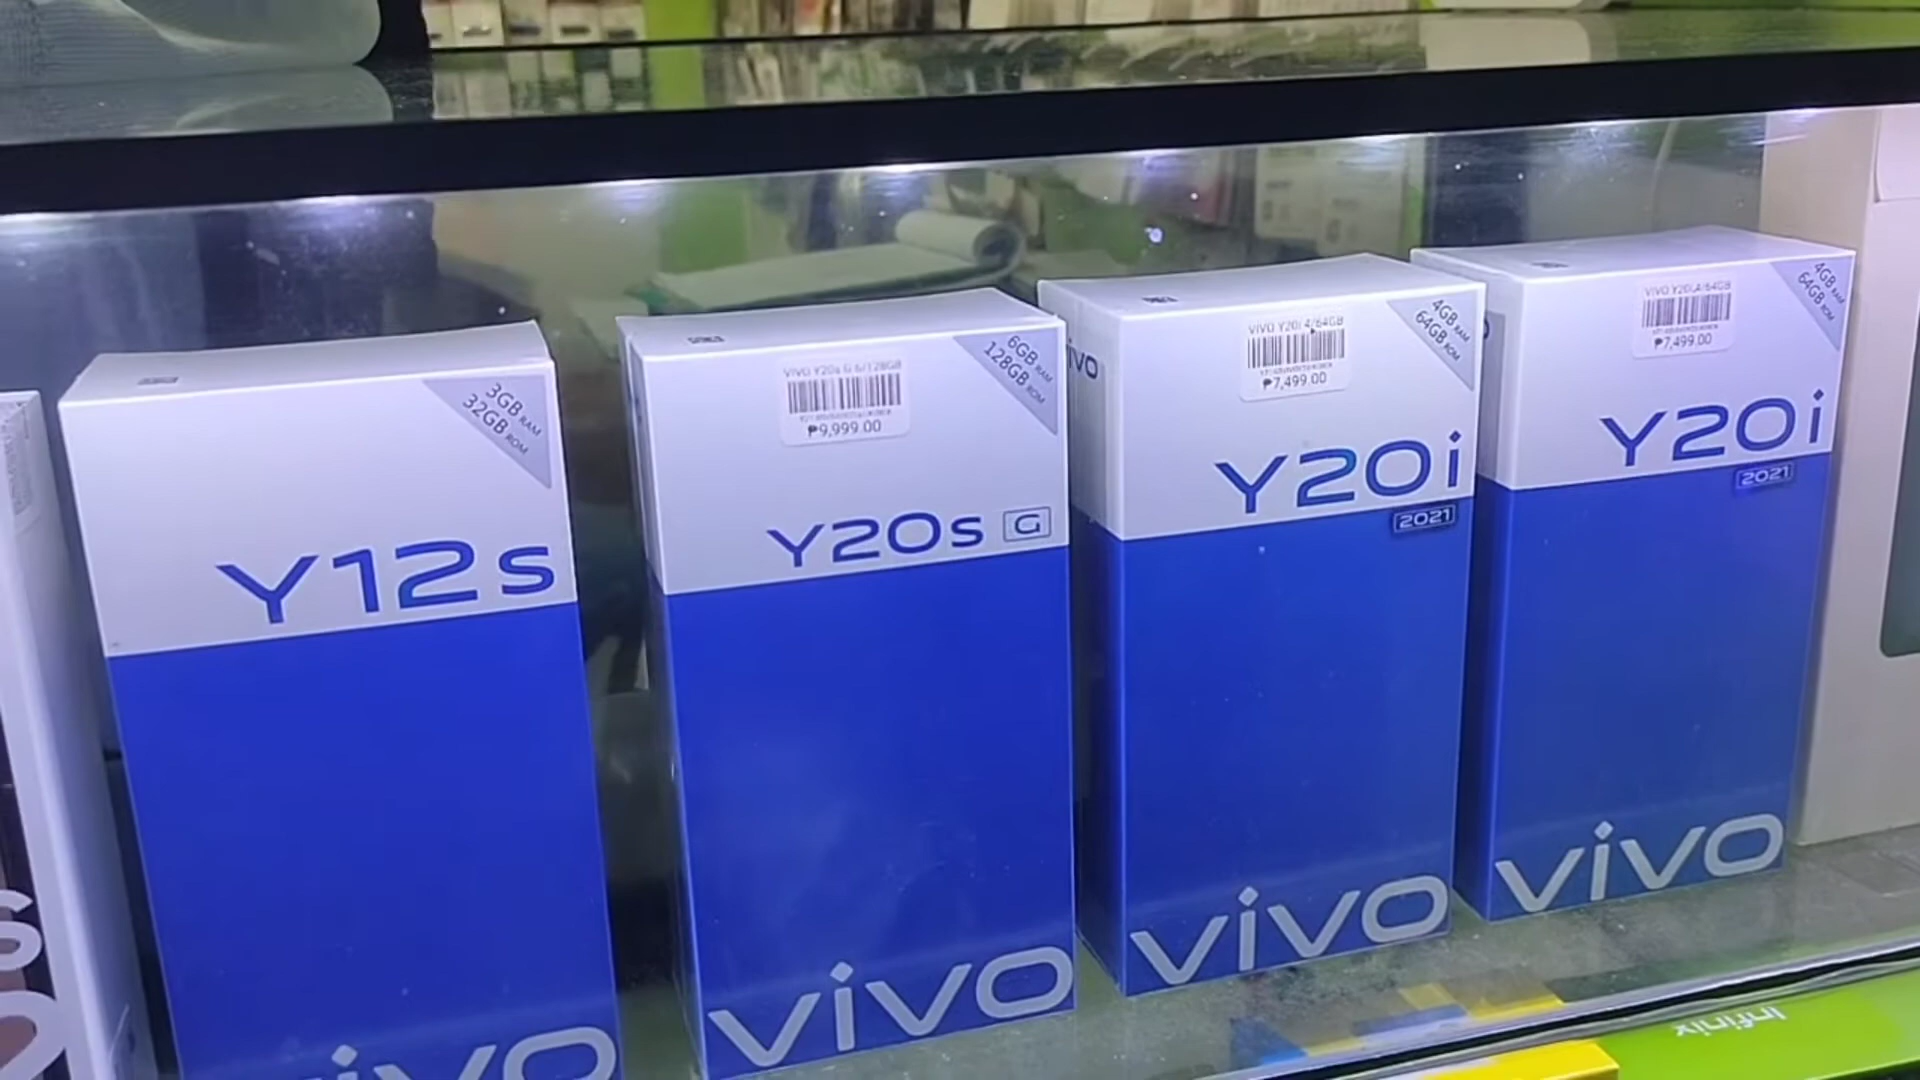 3GB RAM
32GB ROM
Y12s
vivo
VIVO Y20s G 6/128GB
₱9,999.00
6GB RAM
128GB ROM
Y20s G
vivo
vivo
VIVO Y20i 4/64GB
₱7,499.00
4GB RAM
64GB ROM
Y20i
2021
vivo
VIVO Y20i 4/64GB
₱7,499.00
4GB RAM
64GB ROM
Y20i
2021
vivo
Infinix